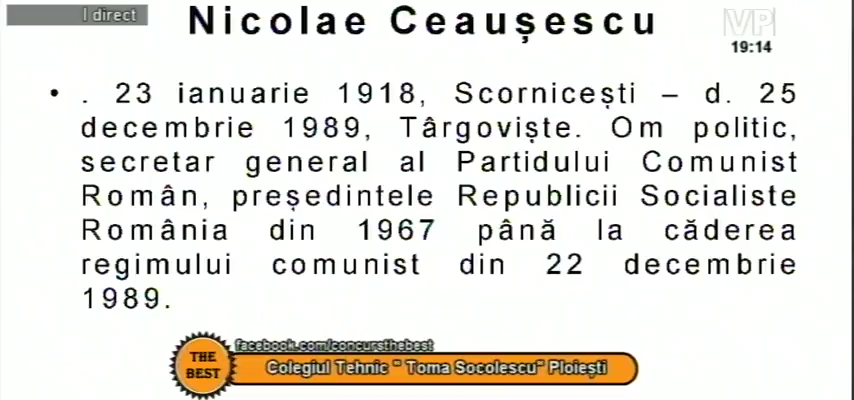 l direct
Nicolae Ceaușescu
VP
19:14
• . 23 ianuarie 1918, Scornicești – d. 25
decembrie 1989, Târgoviște. Om politic,
secretar general al Partidului Comunist
Român, președintele Republicii Socialiste
România din 1967 până la căderea
regimului comunist din 22 decembrie
1989.
facebook.com/concursthebest
THE
BEST
Colegiul Tehnic " Toma Socolescu" Ploiești